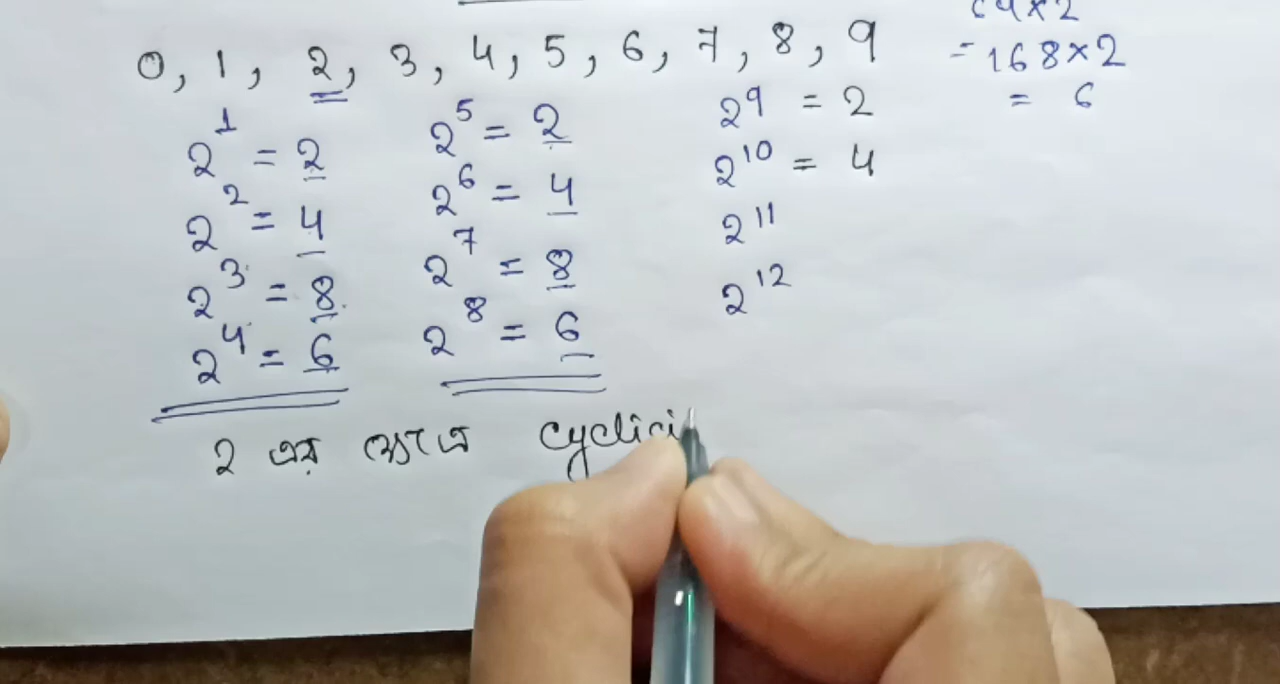 0, 1, 2, 3, 4, 5, 6, 7, 8, 9
= 168×2
= 6
2^1 = 2
2^2 = 4
2^3 = 8
2^4 = 6
2^5 = 2
2^6 = 4
2^7 = 8
2^8 = 6
2^9 = 2
2^10 = 4
2^11
2^12
২ এর cyclici